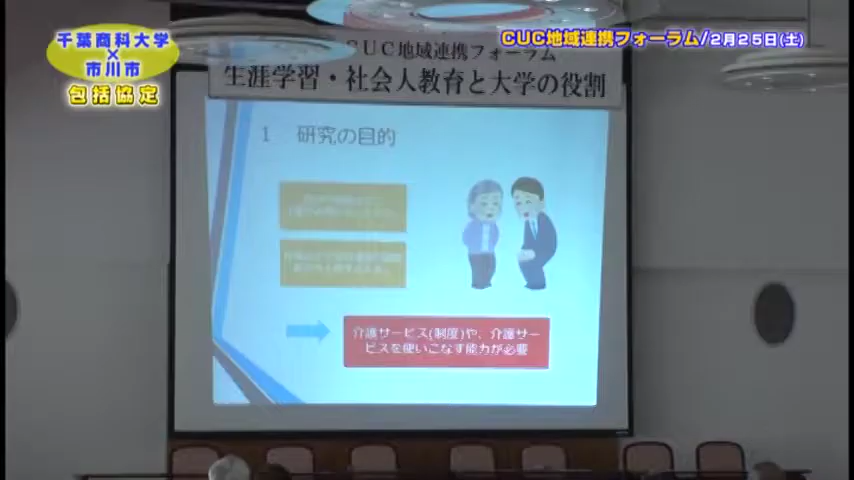 千葉商科大学
×
市川市
包括協定
CUC地域連携フォーラム/2月25日(土)
CUC地域連携フォーラム
生涯学習・社会人教育と大学の役割
1 研究の目的
介護サービス(制度)や、介護サー
ビスを使いこなす能力が必要